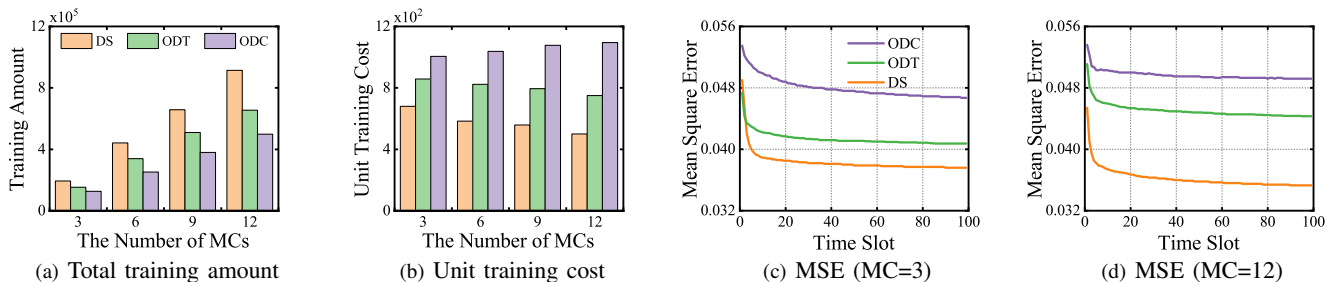 x10⁵
12
8
4
0
Training Amount
DS ODT ODC
3 6 9 12
The Number of MCs
(a) Total training amount
x10²
12
8
4
0
Unit Training Cost
3 6 9 12
The Number of MCs
(b) Unit training cost
0.056
0.048
0.040
0.032
Mean Square Error
ODC
ODT
DS
0 20 40 60 80 100
Time Slot
(c) MSE (MC=3)
0.056
0.048
0.040
0.032
Mean Square Error
0 20 40 60 80 100
Time Slot
(d) MSE (MC=12)